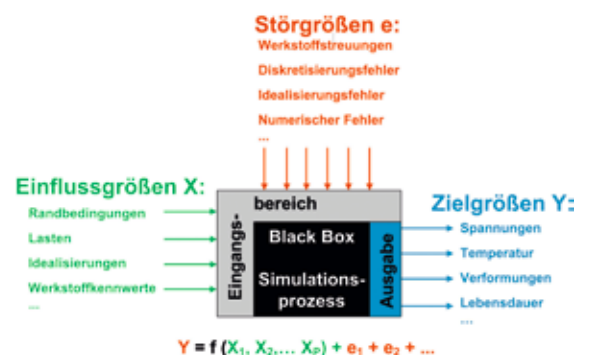 Störgrößen e:
Werkstoffstreuungen
Diskretisierungsfehler
Idealisierungsfehler
Numerischer Fehler
...
Einflussgrößen X:
Randbedingungen
Lasten
Idealisierungen
Werkstoffkennwerte
...
Eingangs-
bereich
Black Box
Simulations-
prozess
Ausgabe
Zielgrößen Y:
Spannungen
Temperatur
Verformungen
Lebensdauer
...
Y = f (X₁, X₂,... Xₚ) + e₁ + e₂ + ...